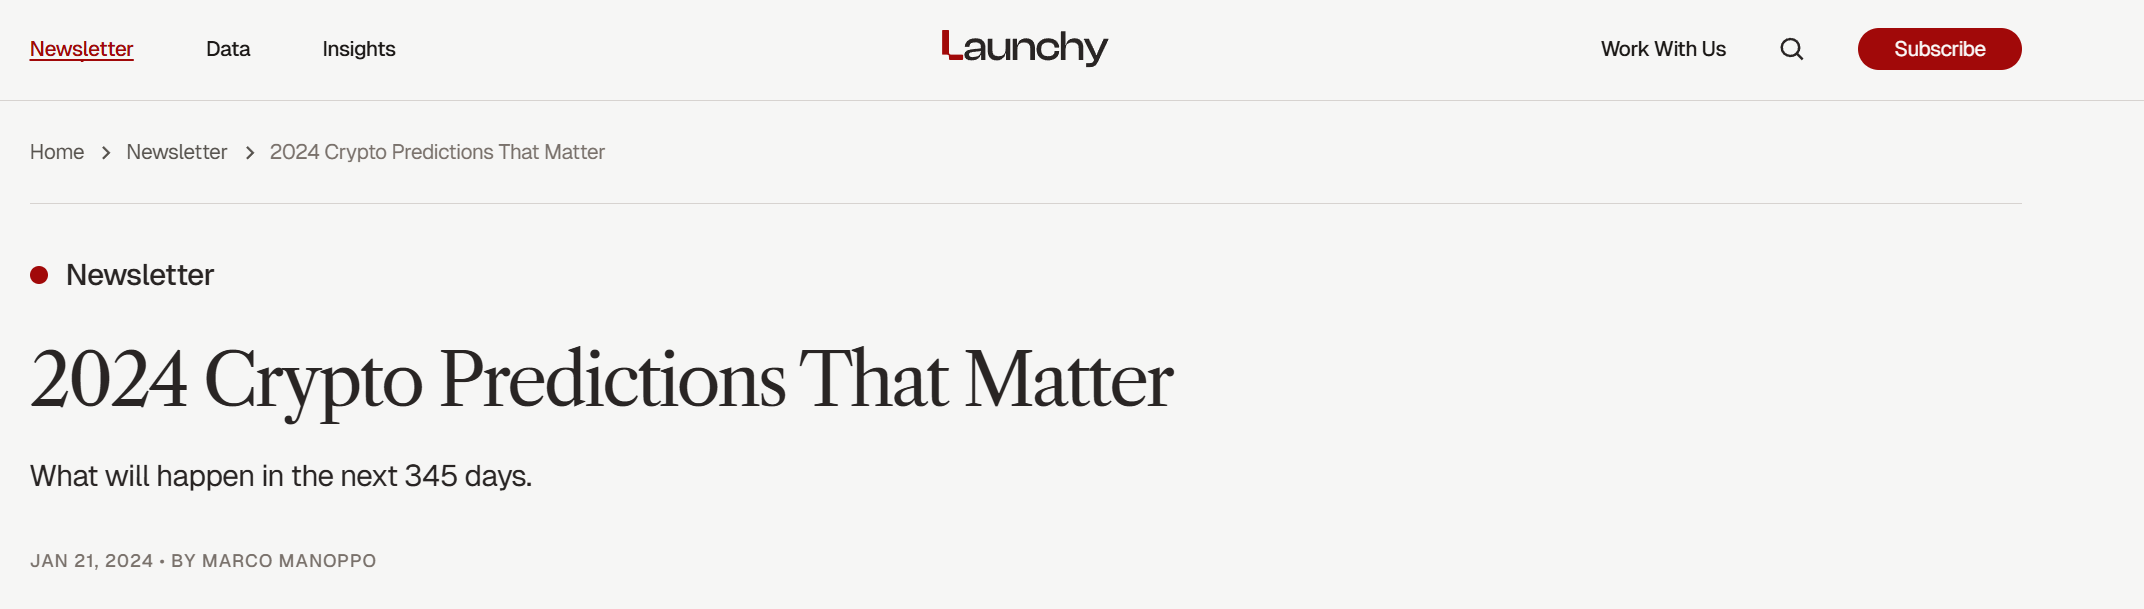 Newsletter Data Insights Launchy Work With Us Subscribe
Home > Newsletter > 2024 Crypto Predictions That Matter
Newsletter
2024 Crypto Predictions That Matter
What will happen in the next 345 days.
JAN 21, 2024 • BY MARCO MANOPPO